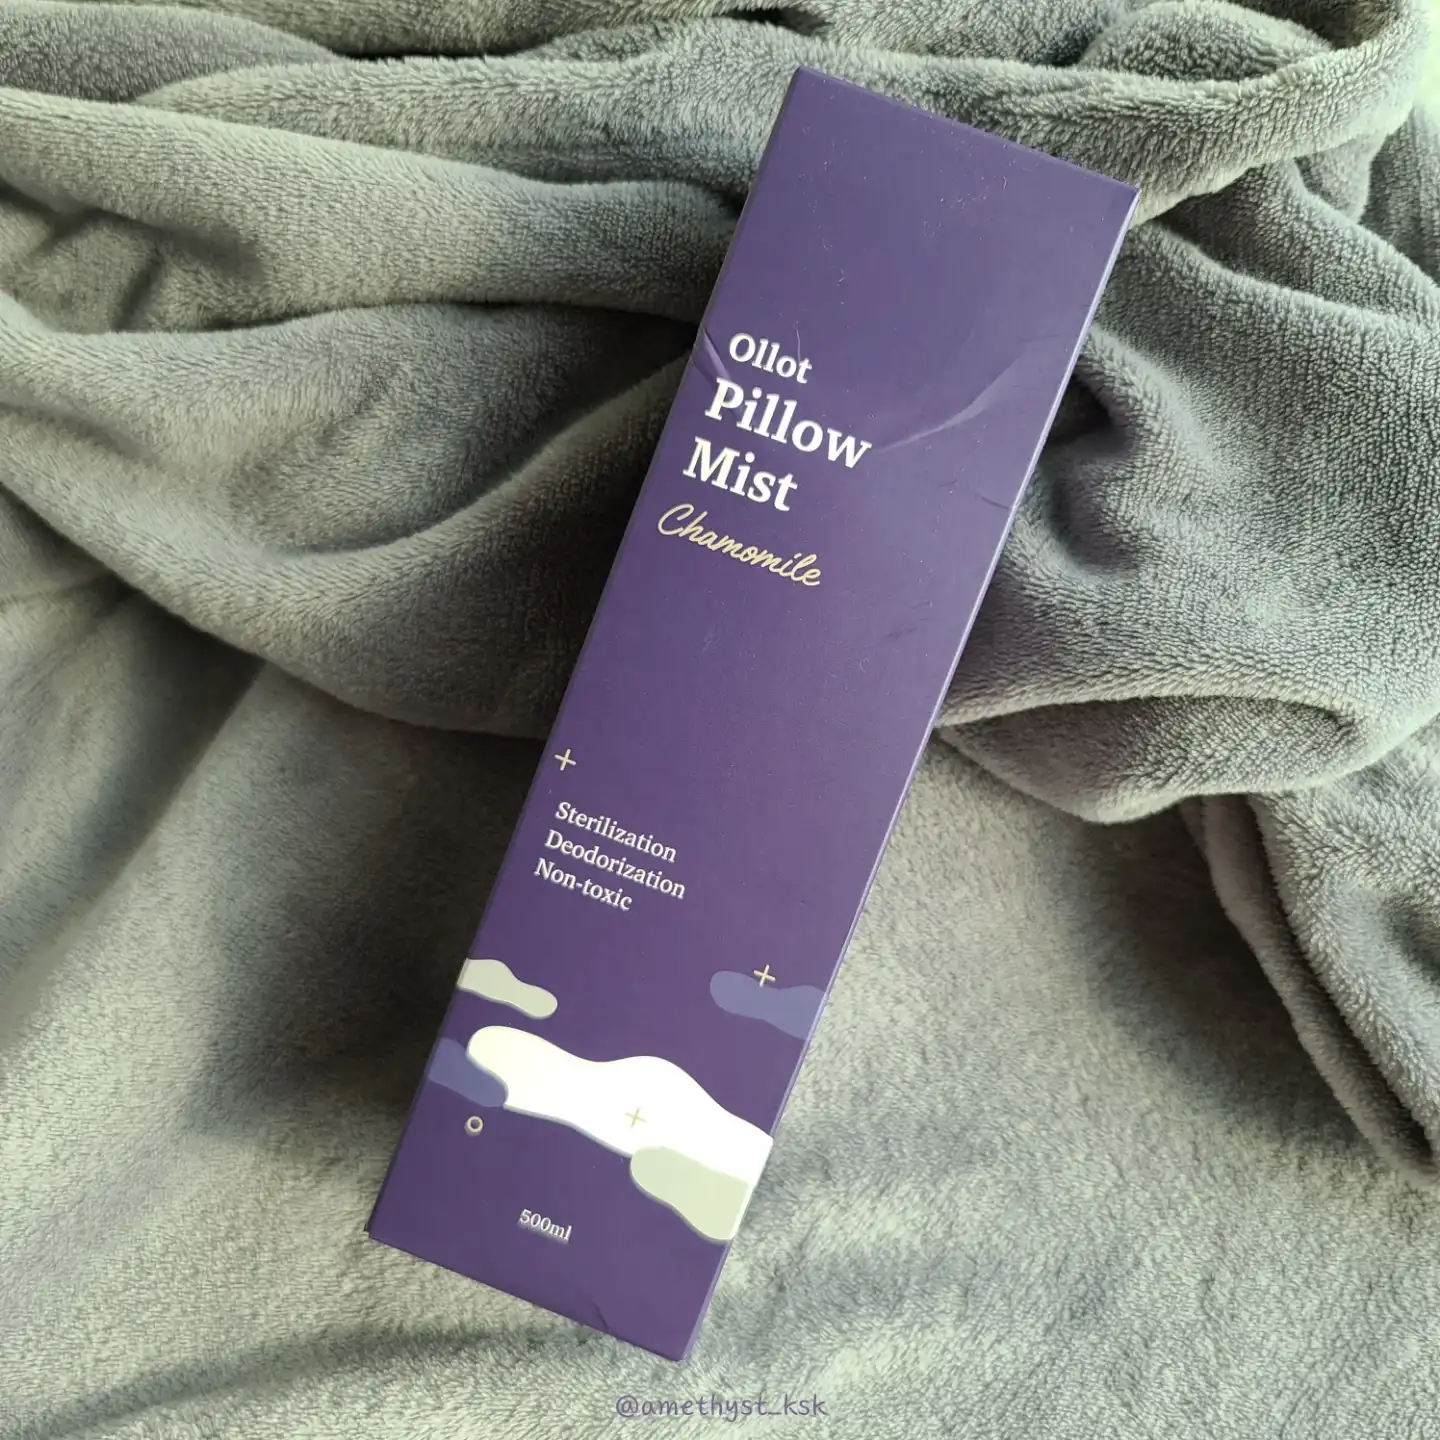 Ollot
Pillow
Mist
Chamomile
Sterilization
Deodorization
Non-toxic
500ml
@amethyst_ksk